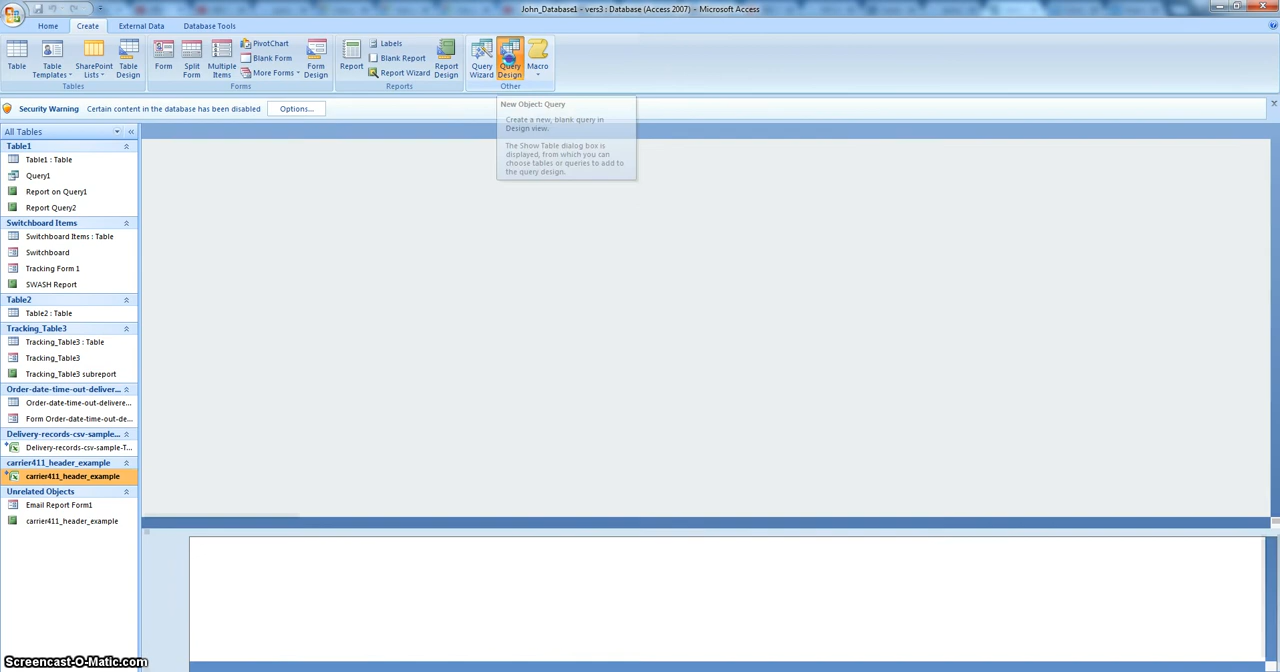 John_Database1 - vers3 : Database (Access 2007) - Microsoft Access
Home Create External Data Database Tools
Table
Table Templates
SharePoint Lists
Table Design
Tables
Form
Split Form
Multiple Items
PivotChart
Blank Form
More Forms
Form Design
Forms
Report
Labels
Blank Report
Report Wizard
Report Design
Reports
Query Wizard
Query Design
Macro
Other
Security Warning Certain content in the database has been disabled Options...
New Object: Query
Create a new, blank query in
Design view.
The Show Table dialog box is
displayed, from which you can
choose tables or queries to add to
the query design.
All Tables
Table1
Table1 : Table
Query1
Report on Query1
Report Query2
Switchboard Items
Switchboard Items : Table
Switchboard
Tracking Form 1
SWASH Report
Table2
Table2 : Table
Tracking_Table3
Tracking_Table3 : Table
Tracking_Table3
Tracking_Table3 subreport
Order-date-time-out-deliver...
Order-date-time-out-delivere...
Form Order-date-time-out-de...
Delivery-records-csv-sample...
Delivery-records-csv-sample-T...
carrier411_header_example
carrier411_header_example
Unrelated Objects
Email Report Form1
carrier411_header_example
Screencast-O-Matic.com